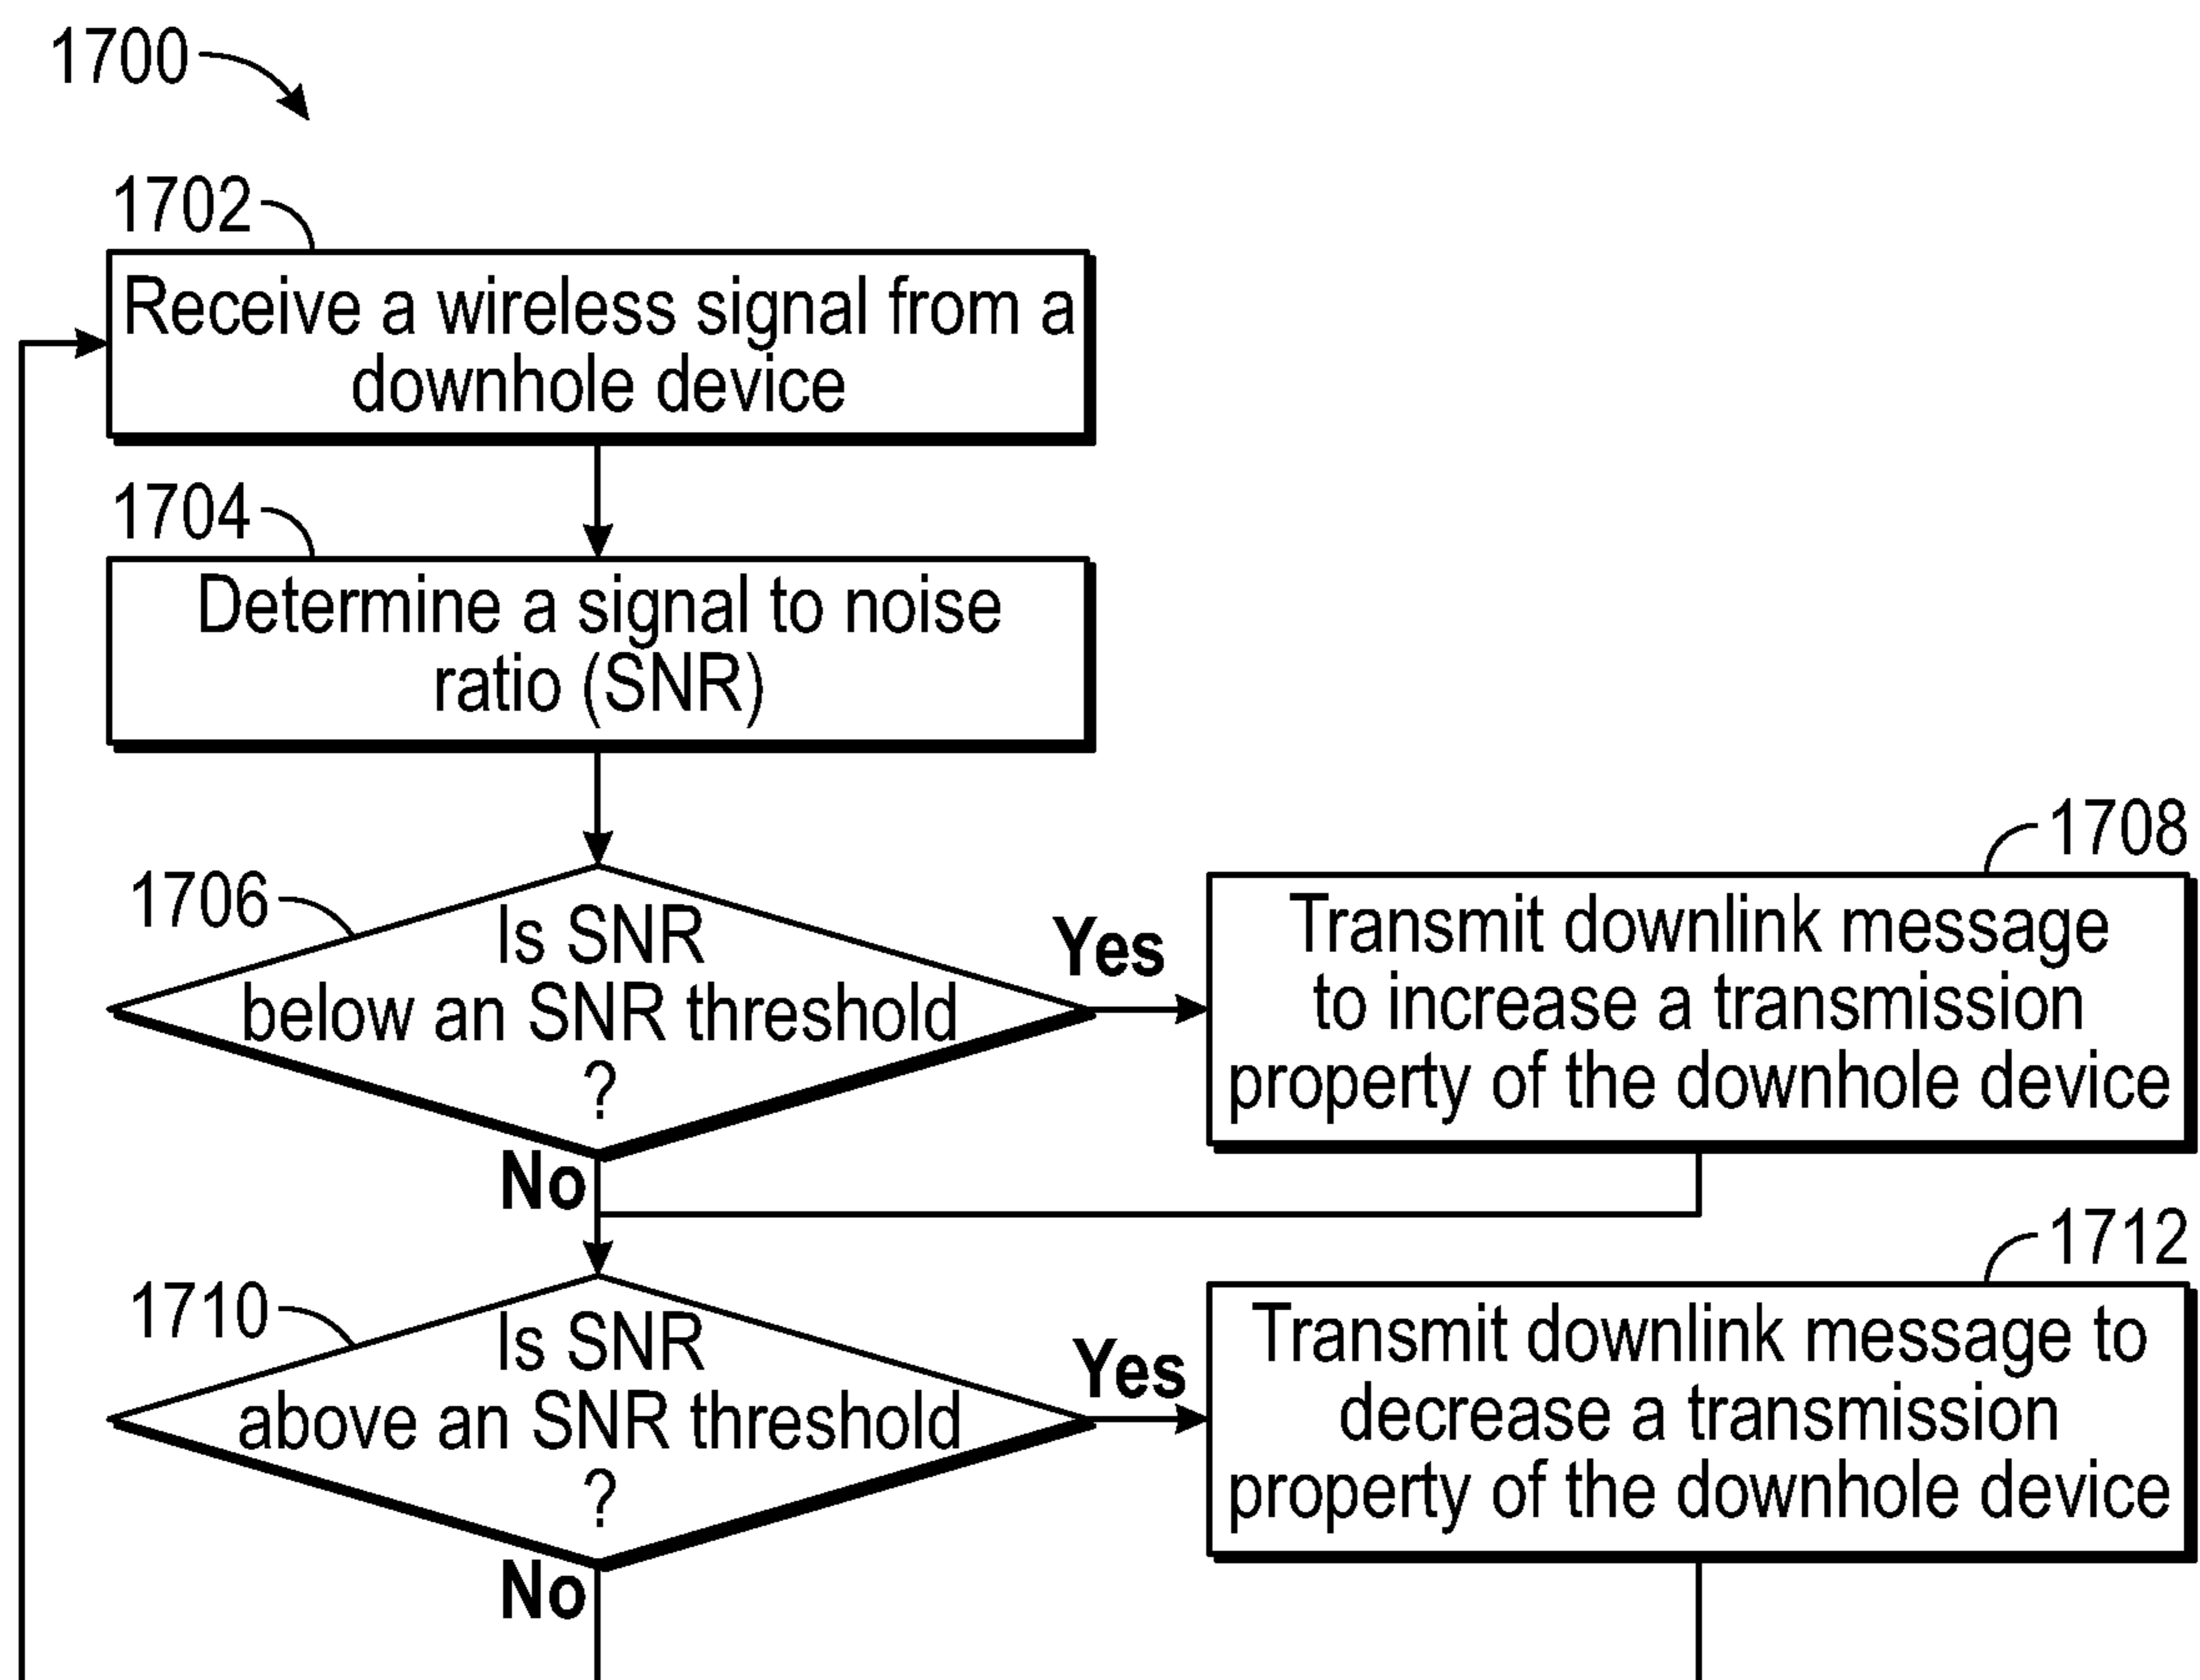 1700
1702
Receive a wireless signal from a
downhole device
1704
Determine a signal to noise
ratio (SNR)
1706
Is SNR
below an SNR threshold
?
Yes
No
1708
Transmit downlink message
to increase a transmission
property of the downhole device
1710
Is SNR
above an SNR threshold
?
Yes
No
1712
Transmit downlink message to
decrease a transmission
property of the downhole device